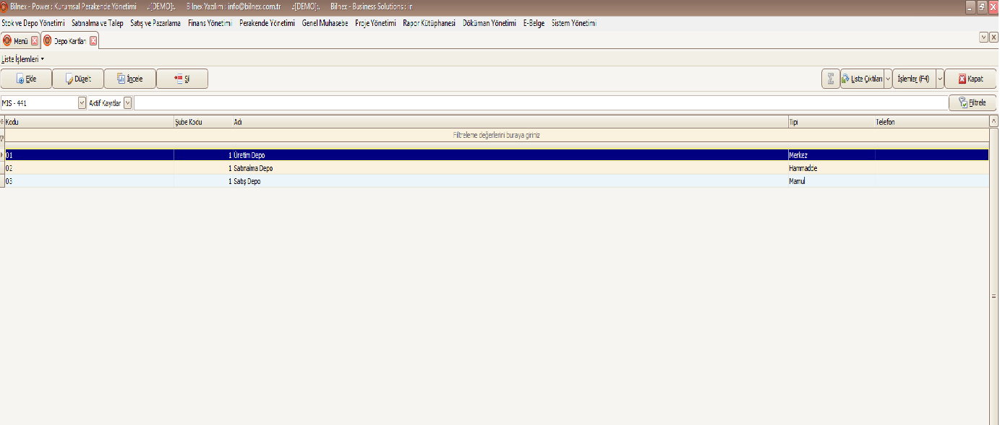 Bilnex - Power : Kurumsal Perakende Yönetimi .:[DEMO]:. Bilnex Yazılım : info@bilnex.com.tr .:[DEMO]:. Bilnex - Business Solutions : in
Stok ve Depo Yönetimi Satınalma ve Talep Satış ve Pazarlama Finans Yönetimi Perakende Yönetimi Genel Muhasebe Proje Yönetimi Rapor Kütüphanesi Döküman Yönetimi E-Belge Sistem Yönetimi
Menü Depo Kartları
Liste İşlemleri
Ekle Düzelt İncele Sil Σ Liste Çıktıları İşlemler (F4) Kapat
MIS - 441 Aktif Kayıtlar Filtrele
Kodu Şube Kodu Adı Tipi Telefon
Filtreleme değerlerini buraya giriniz
01 1 Üretim Depo Merkez
02 1 Satınalma Depo Hammadde
03 1 Satış Depo Mamul